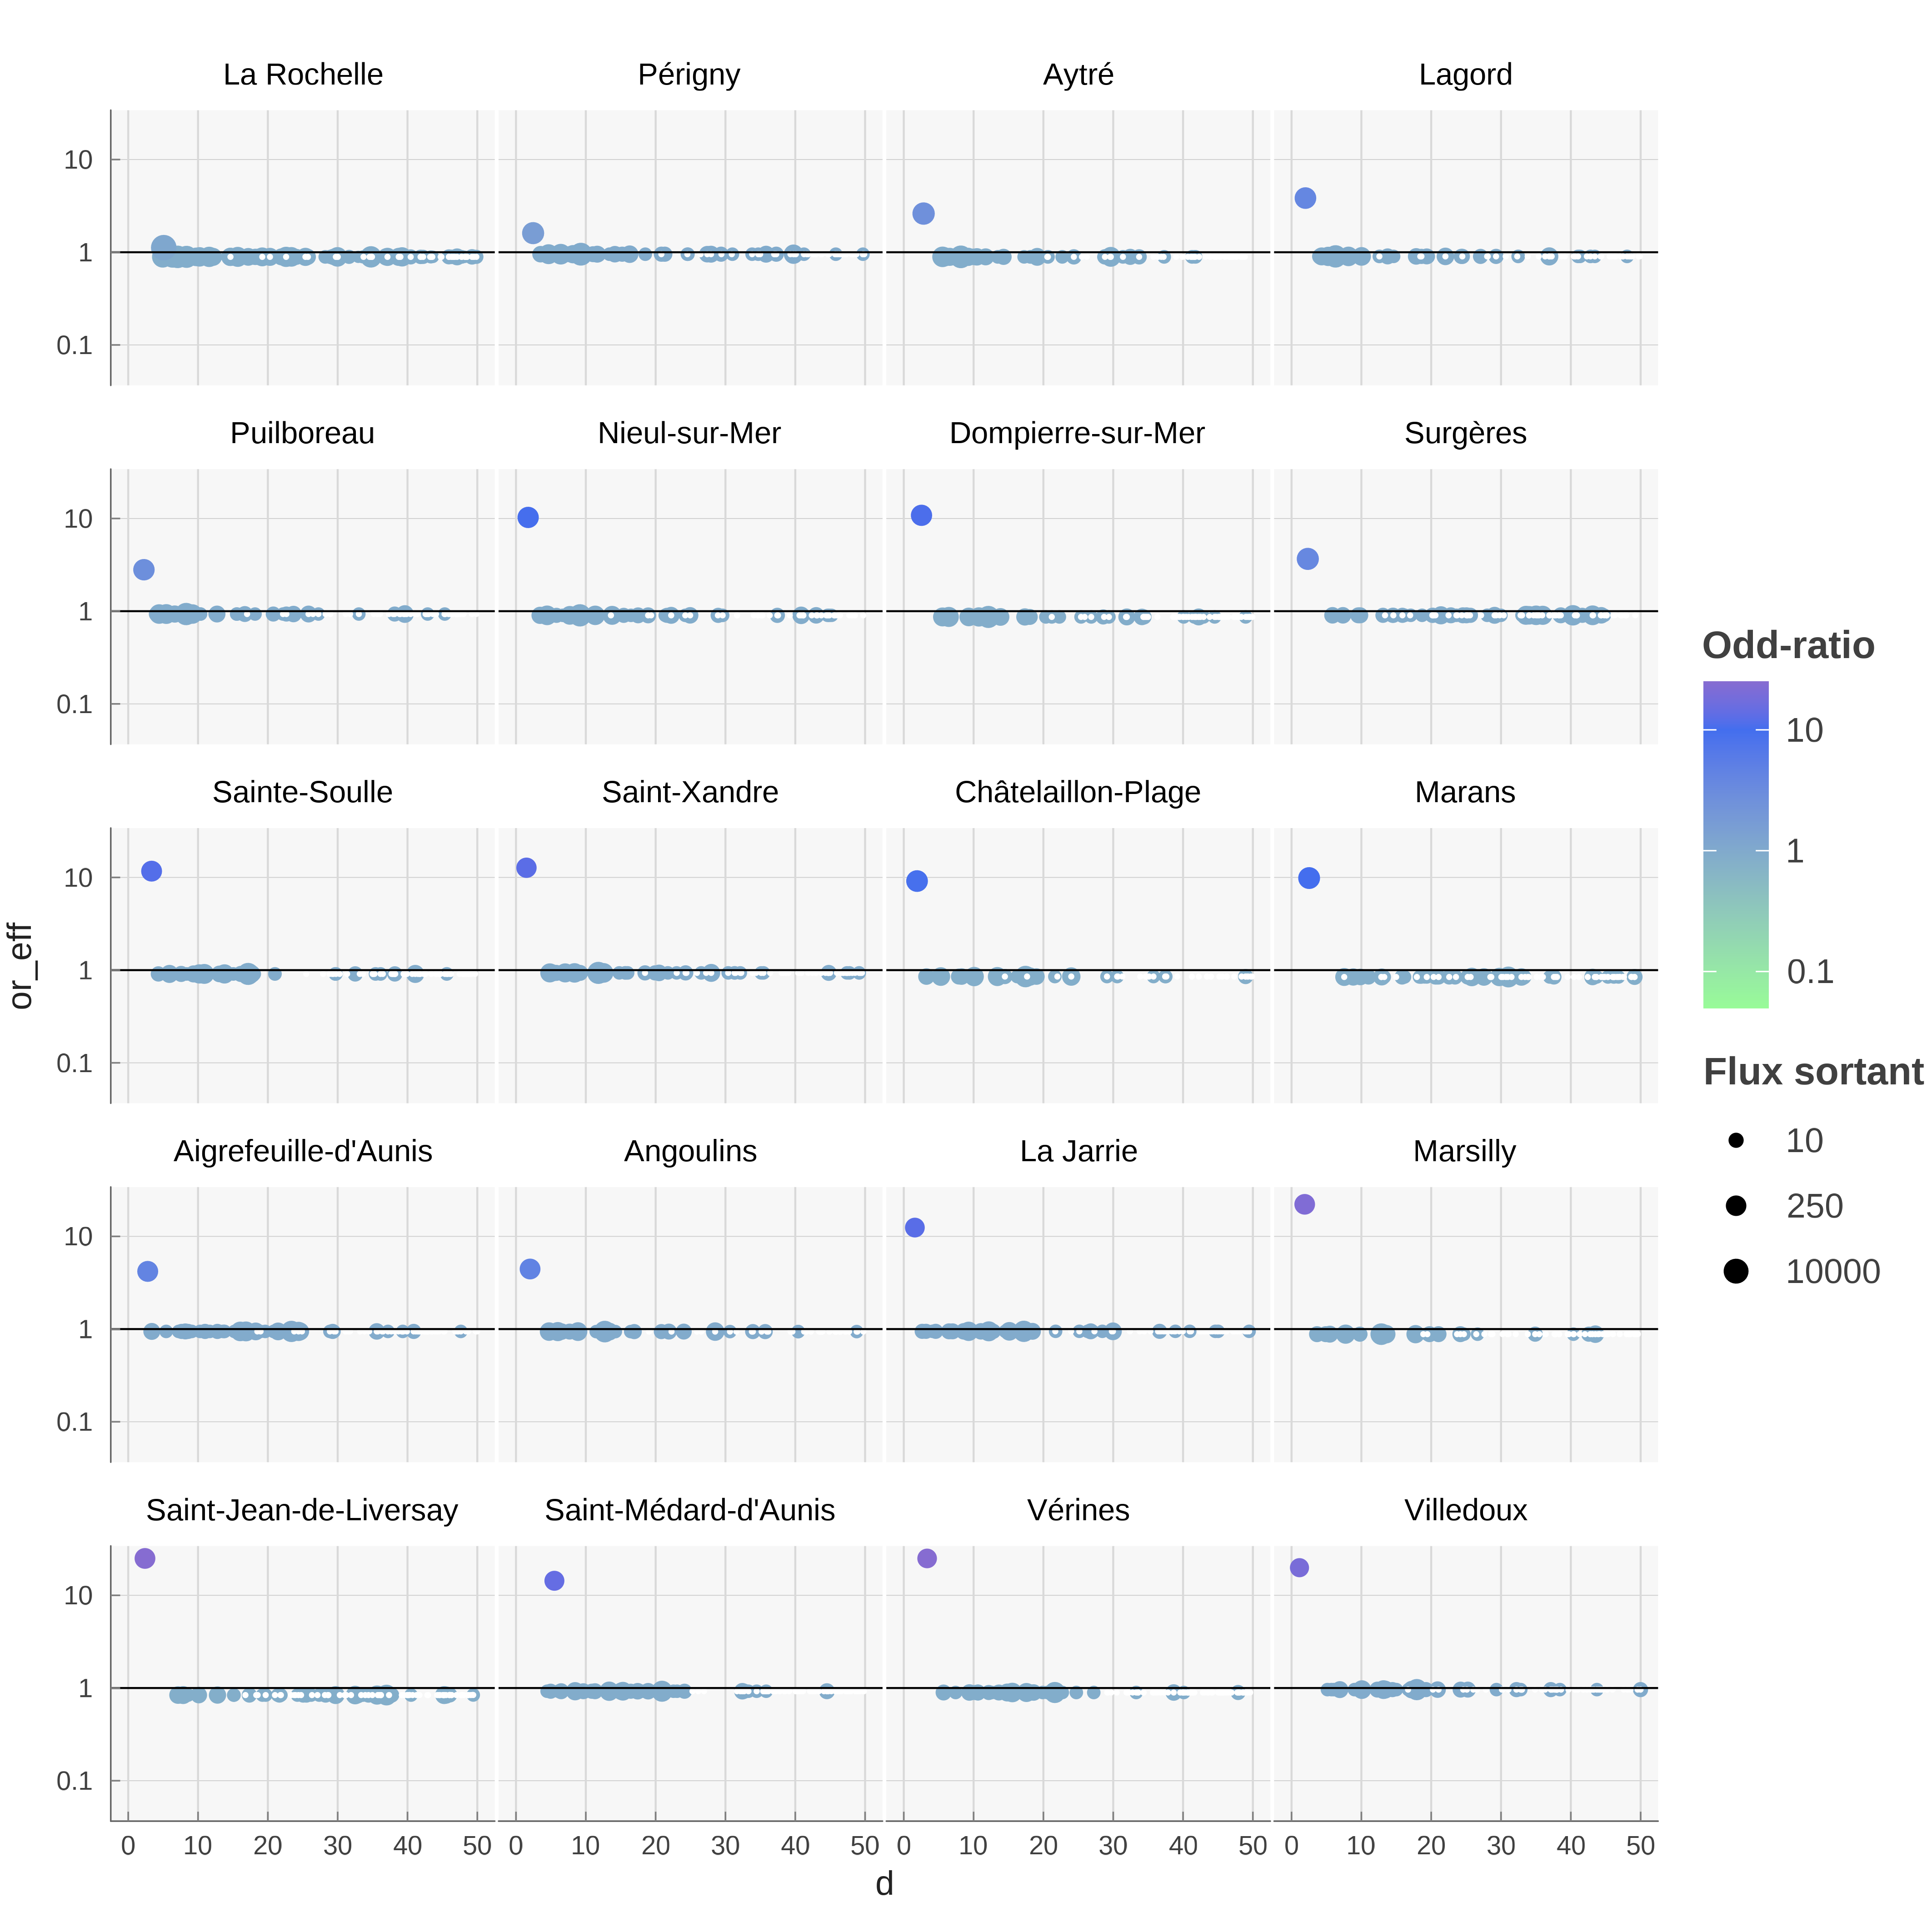 La Rochelle Périgny Aytré Lagord
10
1
0.1
Puilboreau Nieul-sur-Mer Dompierre-sur-Mer Surgères
10
1
0.1
Sainte-Soulle Saint-Xandre Châtelaillon-Plage Marans
10
1
0.1
Aigrefeuille-d'Aunis Angoulins La Jarrie Marsilly
10
1
0.1
Saint-Jean-de-Liversay Saint-Médard-d'Aunis Vérines Villedoux
10
1
0.1
0 10 20 30 40 50 0 10 20 30 40 50 0 10 20 30 40 50 0 10 20 30 40 50
d
or_eff
Odd-ratio
10
1
0.1
Flux sortant
10
250
10000